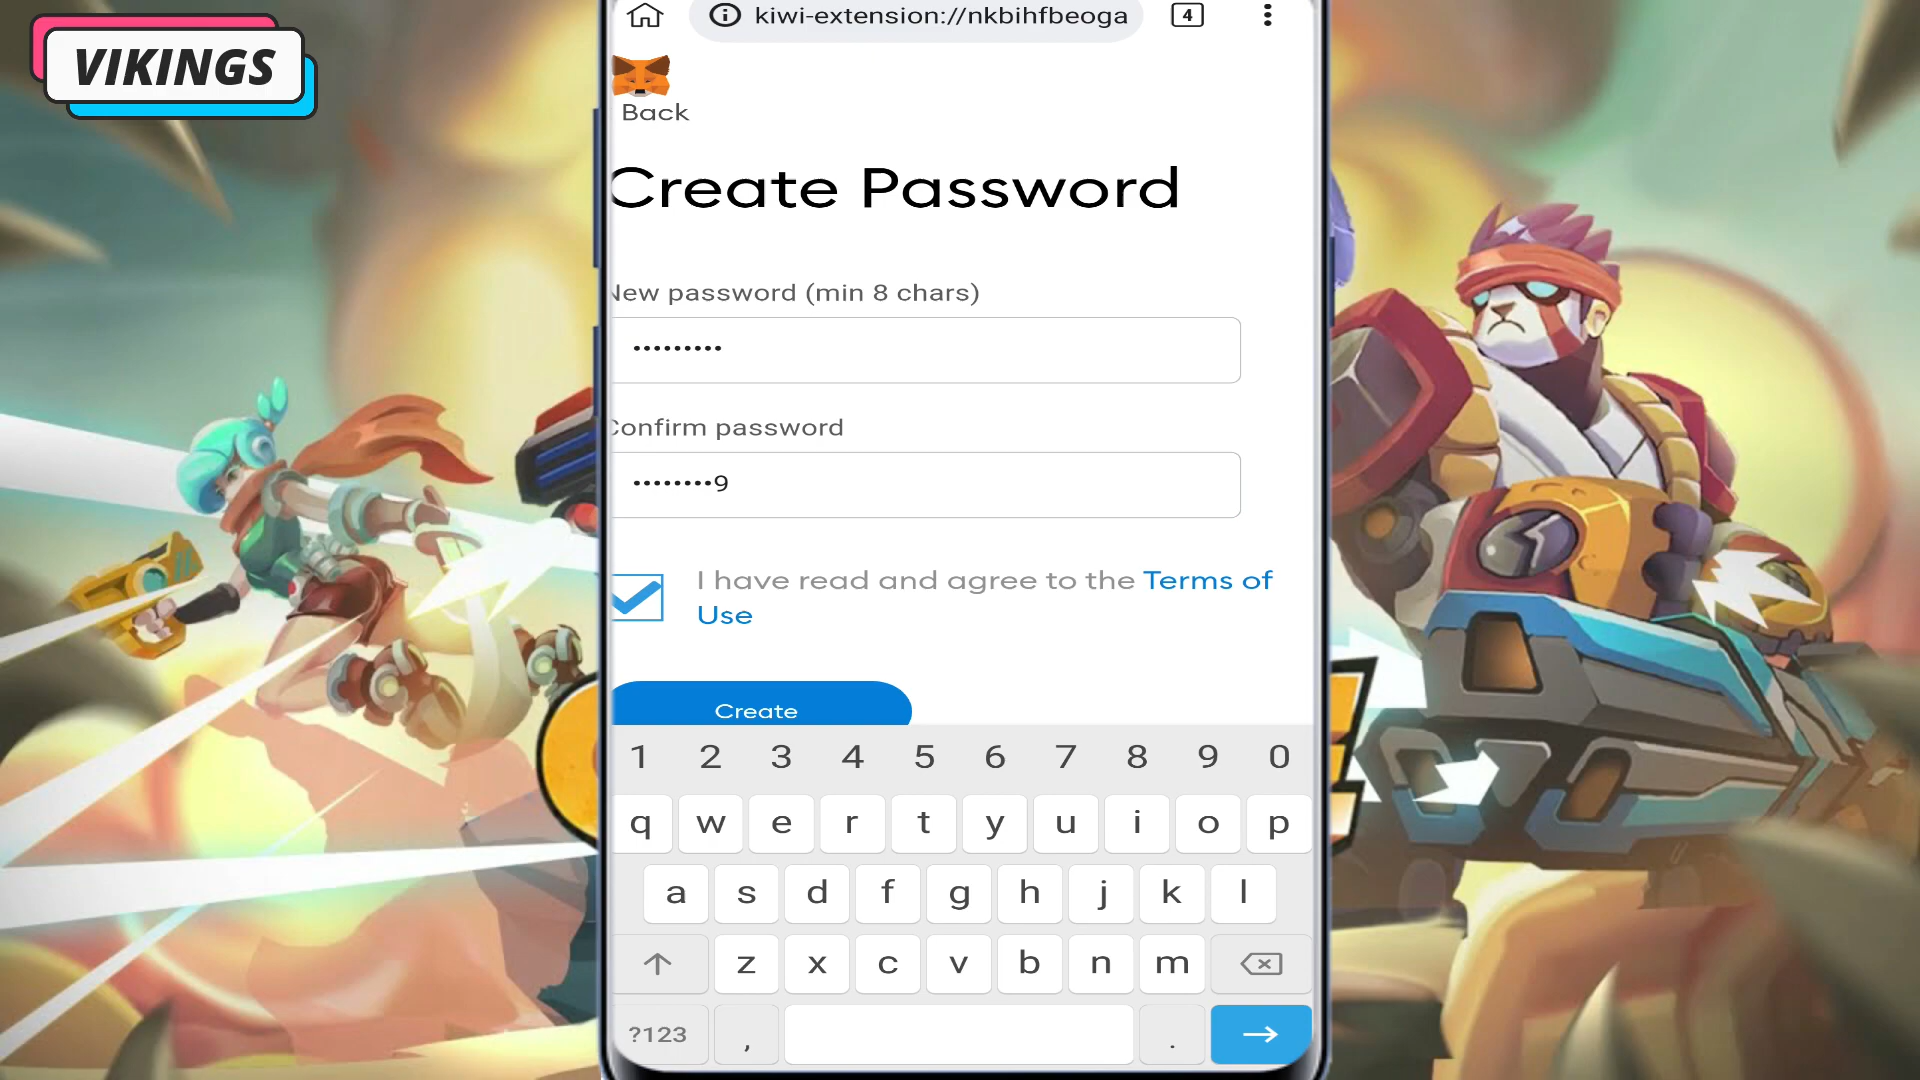 VIKINGS
kiwi-extension://nkbihfbeoga
4
Back
Create Password
New password (min 8 chars)
•••••••••
Confirm password
••••••••9
I have read and agree to the Terms of
Use
Create
1 2 3 4 5 6 7 8 9 0
q w e r t y u i o p
a s d f g h j k l
z x c v b n m
?123 , .